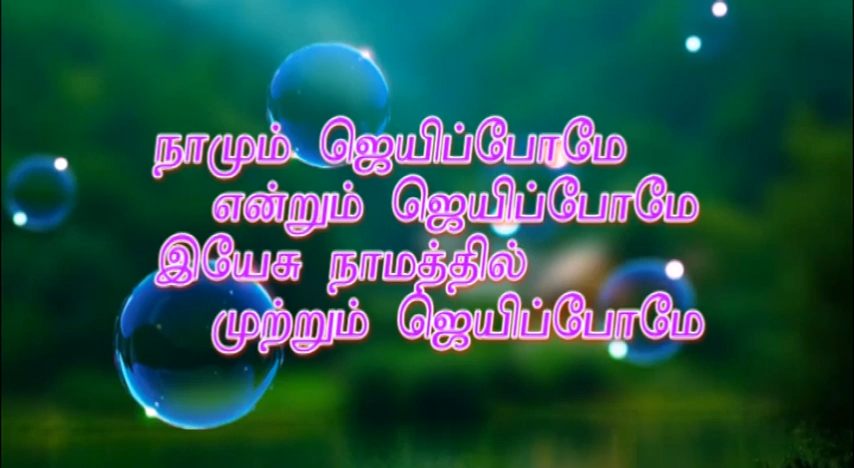 நாமும் ஜெயிப்போமே
என்றும் ஜெயிப்போமே
இயேசு நாமத்தில்
முற்றும் ஜெயிப்போமே